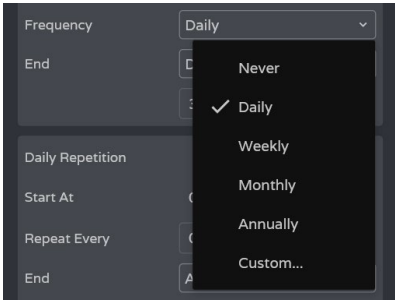 Frequency Daily
End
Never
Daily
Weekly
Daily Repetition
Monthly
Start At
Annually
Repeat Every
Custom...
End